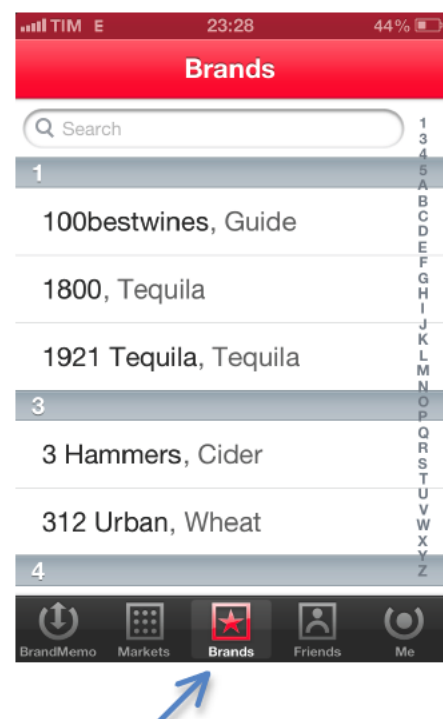 TIM E 23:28 44%
Brands
Search
1
100bestwines, Guide
1800, Tequila
1921 Tequila, Tequila
3
3 Hammers, Cider
312 Urban, Wheat
4
1
3
4
5
A
B
C
D
E
F
G
H
I
J
K
L
M
N
O
P
Q
R
S
T
U
V
W
X
Y
Z
BrandMemo Markets Brands Friends Me